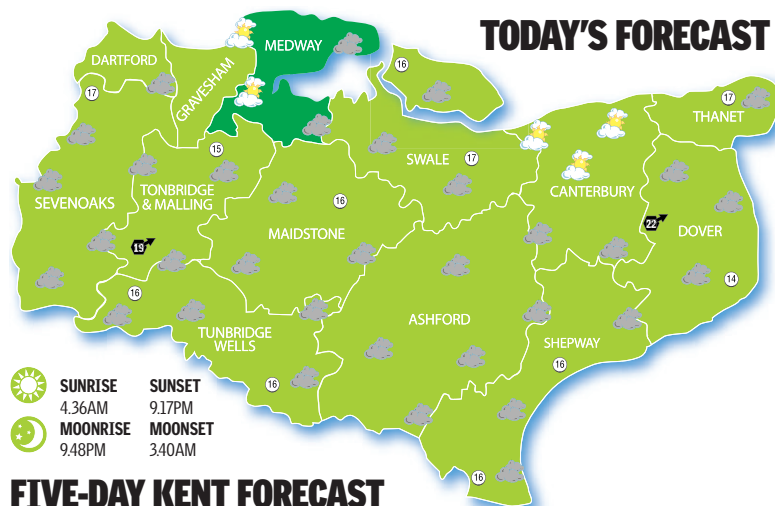 TODAY'S FORECAST
MEDWAY
DARTFORD
GRAVESHAM
16
17
17
THANET
15
SWALE
17
SEVENOAKS
TONBRIDGE
& MALLING
CANTERBURY
16
MAIDSTONE
19
22
DOVER
14
16
TUNBRIDGE
WELLS
ASHFORD
SHEPWAY
16
16
SUNRISE SUNSET
4.36AM 9.17PM
MOONRISE MOONSET
9.48PM 3.40AM
16
FIVE-DAY KENT FORECAST